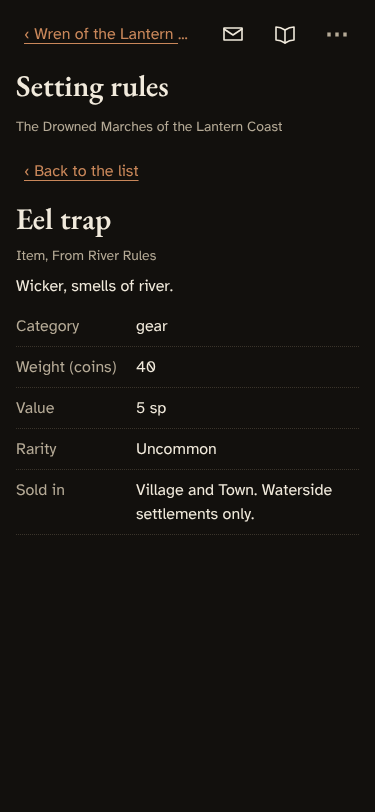 ‹ Wren of the Lantern ...
Setting rules
The Drowned Marches of the Lantern Coast
‹ Back to the list
Eel trap
Item, From River Rules
Wicker, smells of river.
Category gear
Weight (coins) 40
Value 5 sp
Rarity Uncommon
Sold in Village and Town. Waterside
settlements only.